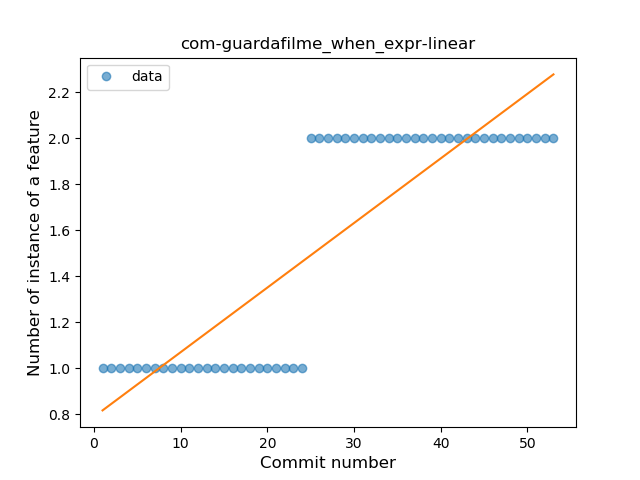 com-guardafilme_when_expr-linear
data
Number of instance of a feature
2.2
2.0
1.8
1.6
1.4
1.2
1.0
0.8
0 10 20 30 40 50
Commit number